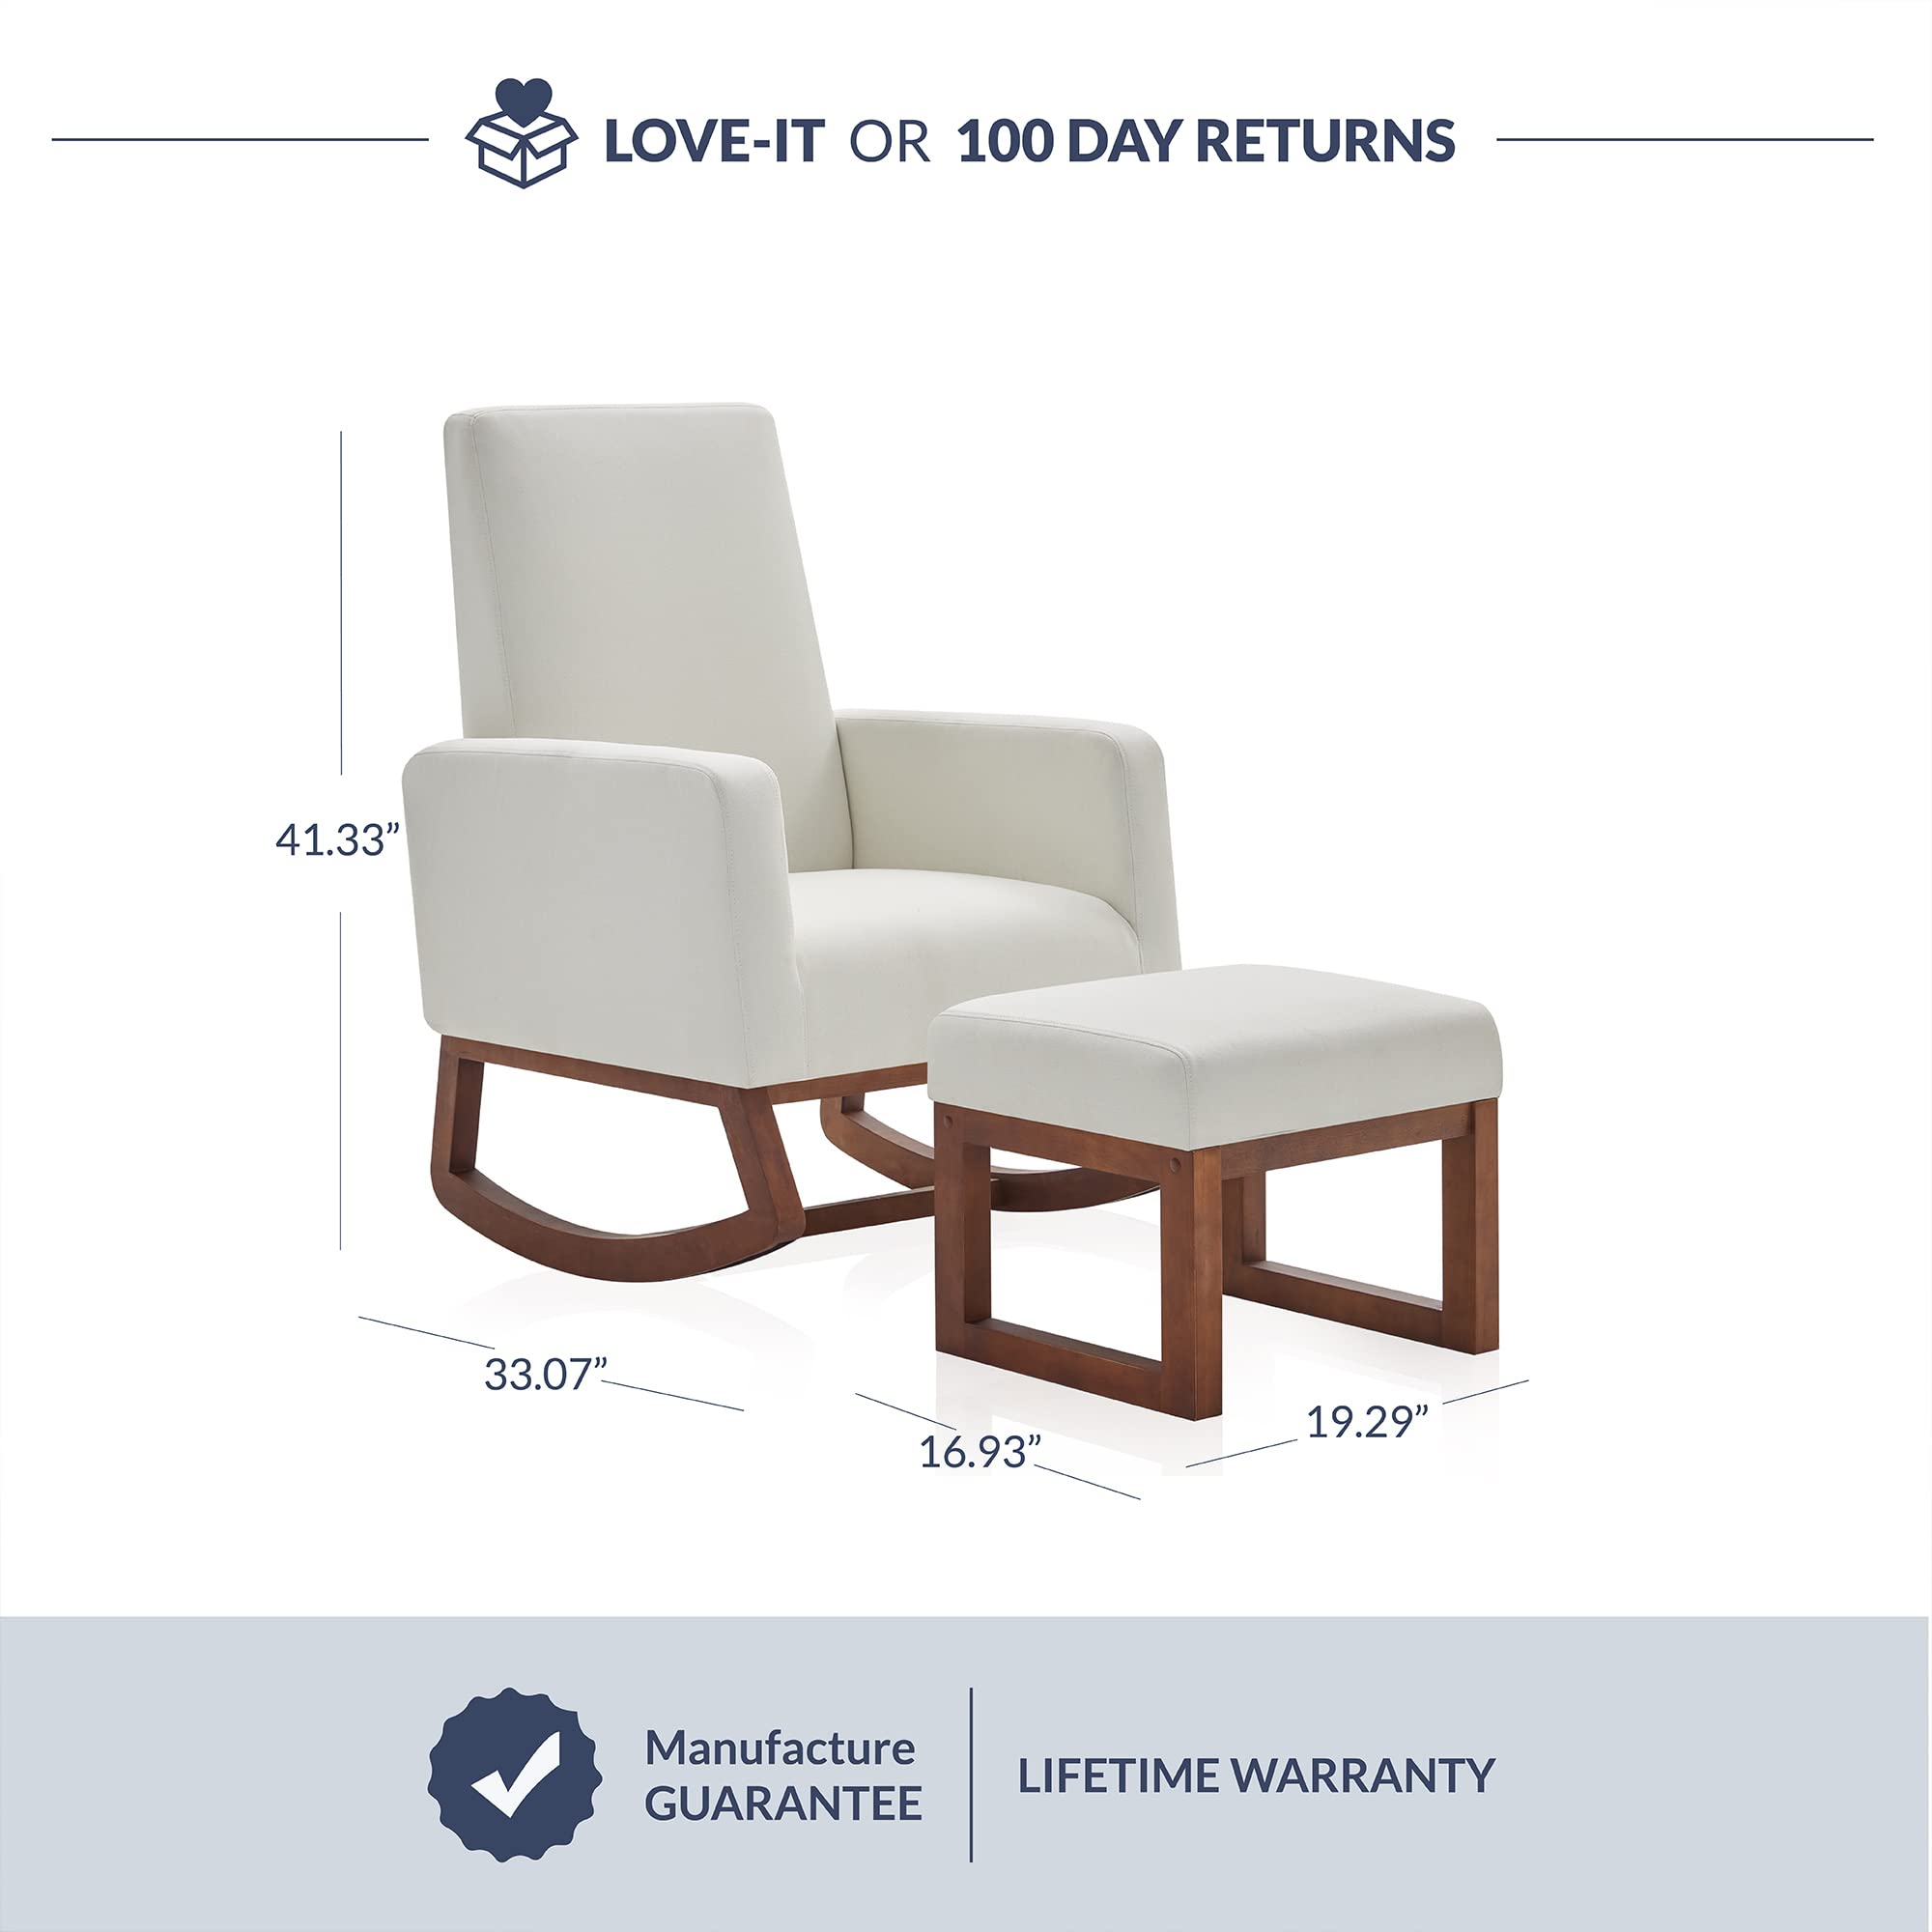 LOVE-IT OR 100 DAY RETURNS
41.33”
33.07”
16.93”
19.29”
Manufacture
GUARANTEE
LIFETIME WARRANTY